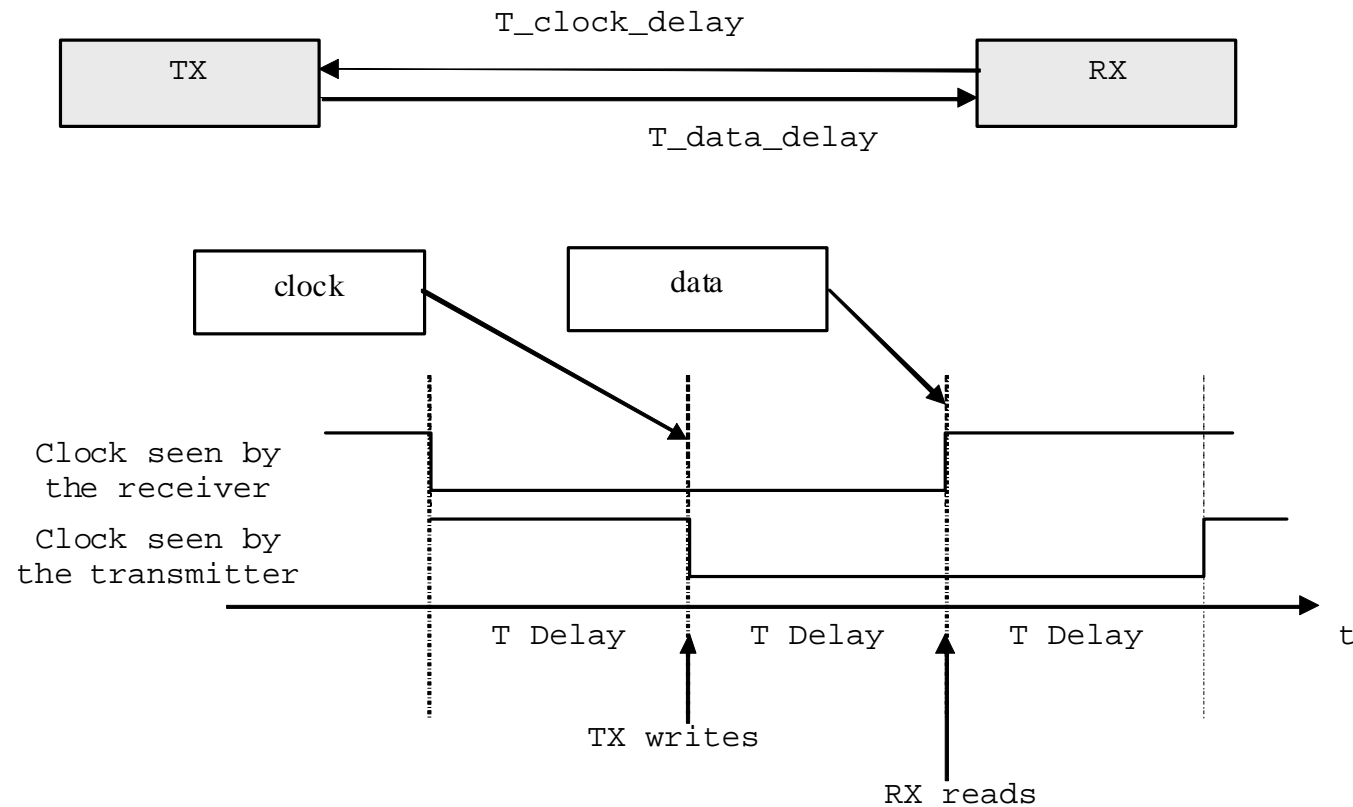 T_clock_delay
TX
RX
T_data_delay
clock
data
Clock seen by
the receiver
Clock seen by
the transmitter
T Delay
T Delay
T Delay
t
TX writes
RX reads